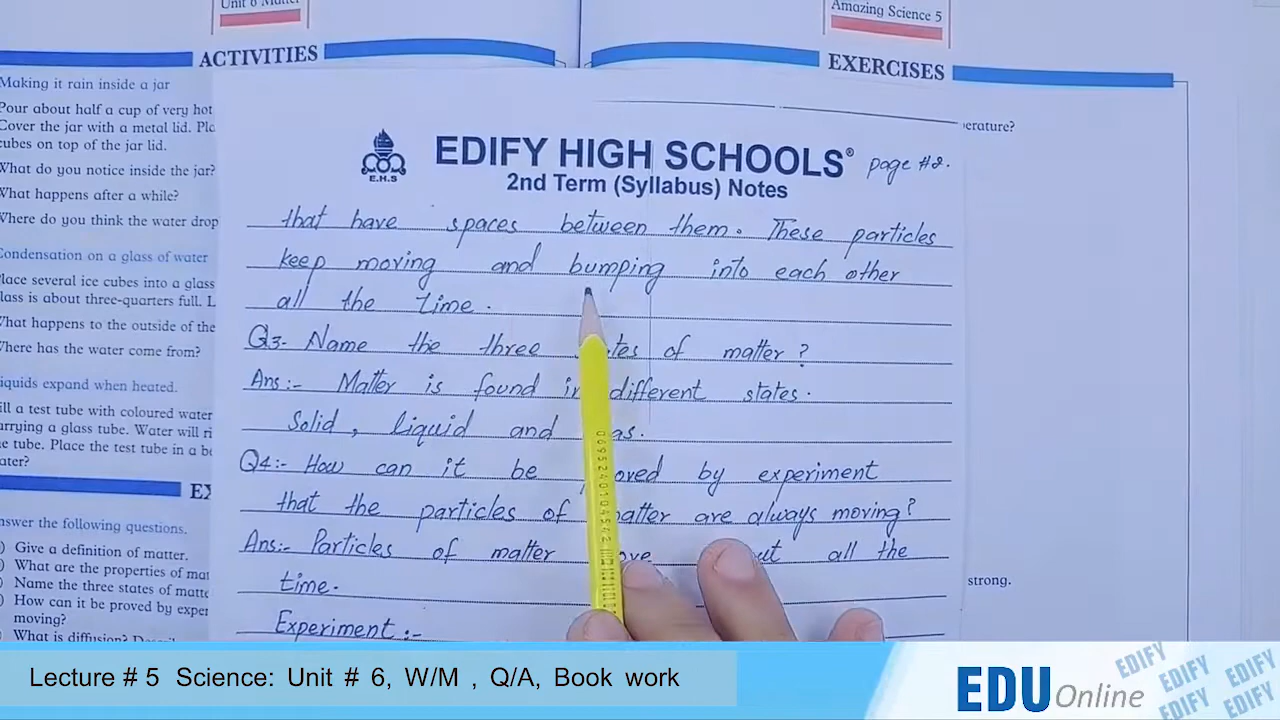 Unit 6 Matter
Amazing Science 5
ACTIVITIES
EXERCISES
Making it rain inside a jar
Pour about half a cup of very hot
Cover the jar with a metal lid.
cubes on top of the jar lid.
What do you notice inside the jar?
What happens after a while?
Where do you think the water drop
Condensation on a glass of water
lace several ice cubes into a glass
lass is about three-quarters full.
hat happens to the outside of the
here has the water come from?
iquids expand when heated.
ill a test tube with coloured water
arrying a glass tube. Water will ri
e tube. Place the test tube in a be
ater?
EX
nswer the following questions.
) Give a definition of matter.
) What are the properties of mat
) Name the three states of matte
) How can it be proved by exper
moving?
What is diffusion?
perature?
strong.
EDIFY HIGH SCHOOLS®
page #2.
E.H.S
2nd Term (Syllabus) Notes
that have spaces between them. These particles
keep moving and bumping into each other
all the time.
Q3- Name the three of matter?
Ans:- Matter is found in different states.
Solid, liquid and
Q4:- How can it be by experiment
that the particles of matter are always moving?
Ans:- Particles of matter all the
time.
Experiment:-
Lecture # 5 Science: Unit # 6, W/M , Q/A, Book work
EDU Online
EDIFY EDIFY EDIFY
EDIFY EDIFY EDIFY